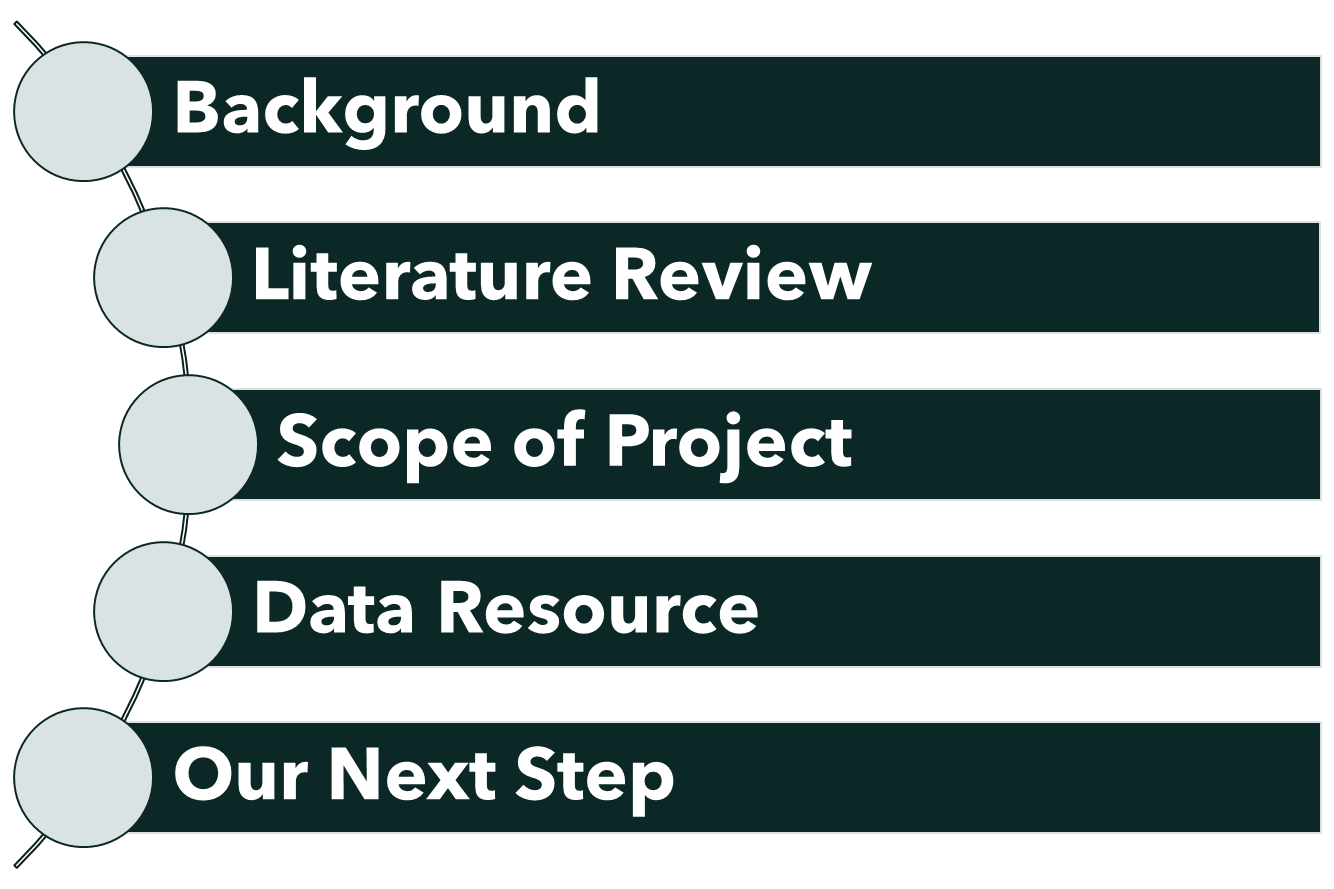 Background
Literature Review
Scope of Project
Data Resource
Our Next Step